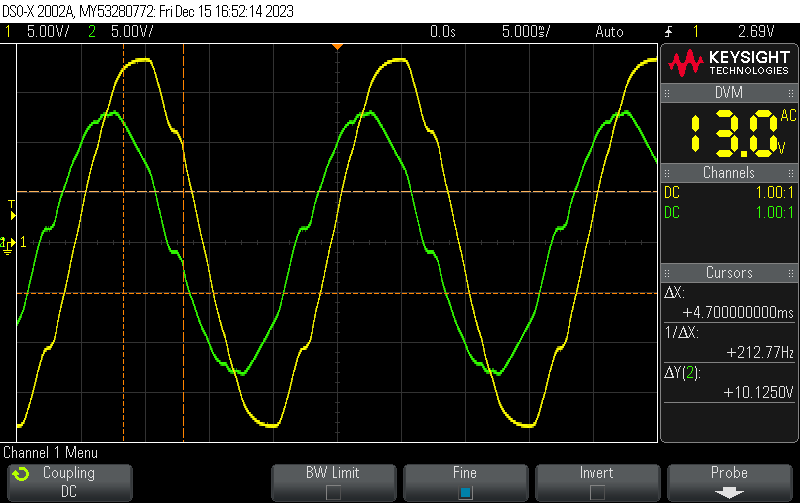 DSO-X 2002A, MY53280772: Fri Dec 15 16:52:14 2023
1 5.00V/ 2 5.00V/ 0.0s 5.000ms/ Auto 1 2.69V
KEYSIGHT
TECHNOLOGIES
DVM
13.0 AC V
Channels
DC 1.00:1
DC 1.00:1
Cursors
ΔX:
+4.700000000ms
1/ΔX:
+212.77Hz
ΔY(2):
+10.1250V
T
2 1
Channel 1 Menu
Coupling
DC
BW Limit
Fine
Invert
Probe